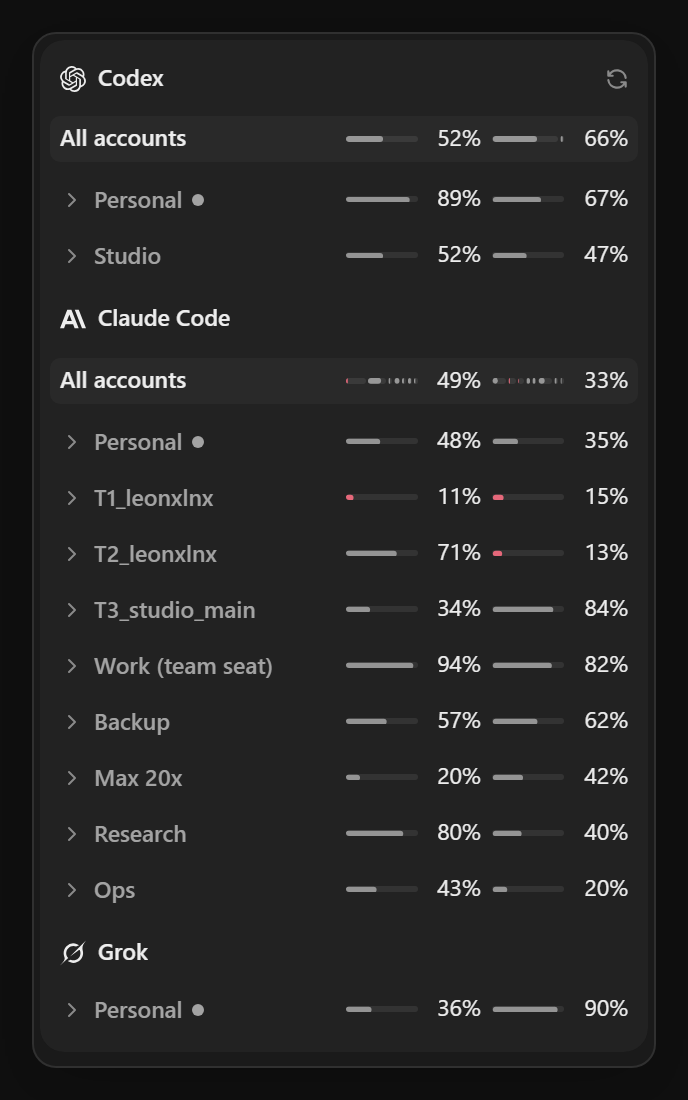 Codex
All accounts 52% 66%
Personal 89% 67%
Studio 52% 47%
Claude Code
All accounts 49% 33%
Personal 48% 35%
T1_leonxlnx 11% 15%
T2_leonxlnx 71% 13%
T3_studio_main 34% 84%
Work (team seat) 94% 82%
Backup 57% 62%
Max 20x 20% 42%
Research 80% 40%
Ops 43% 20%
Grok
Personal 36% 90%